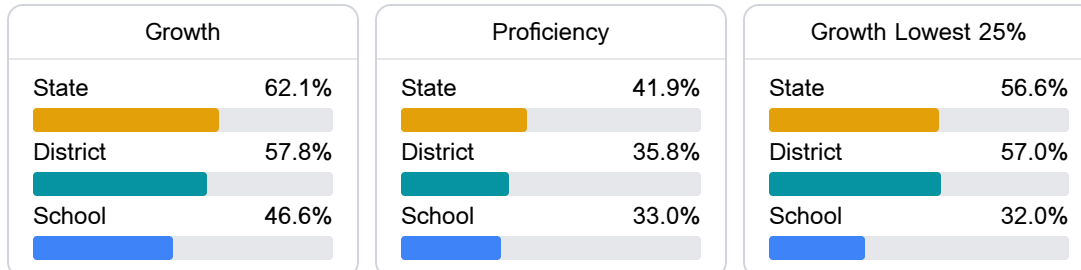 Growth
State 62.1%
District 57.8%
School 46.6%
Proficiency
State 41.9%
District 35.8%
School 33.0%
Growth Lowest 25%
State 56.6%
District 57.0%
School 32.0%